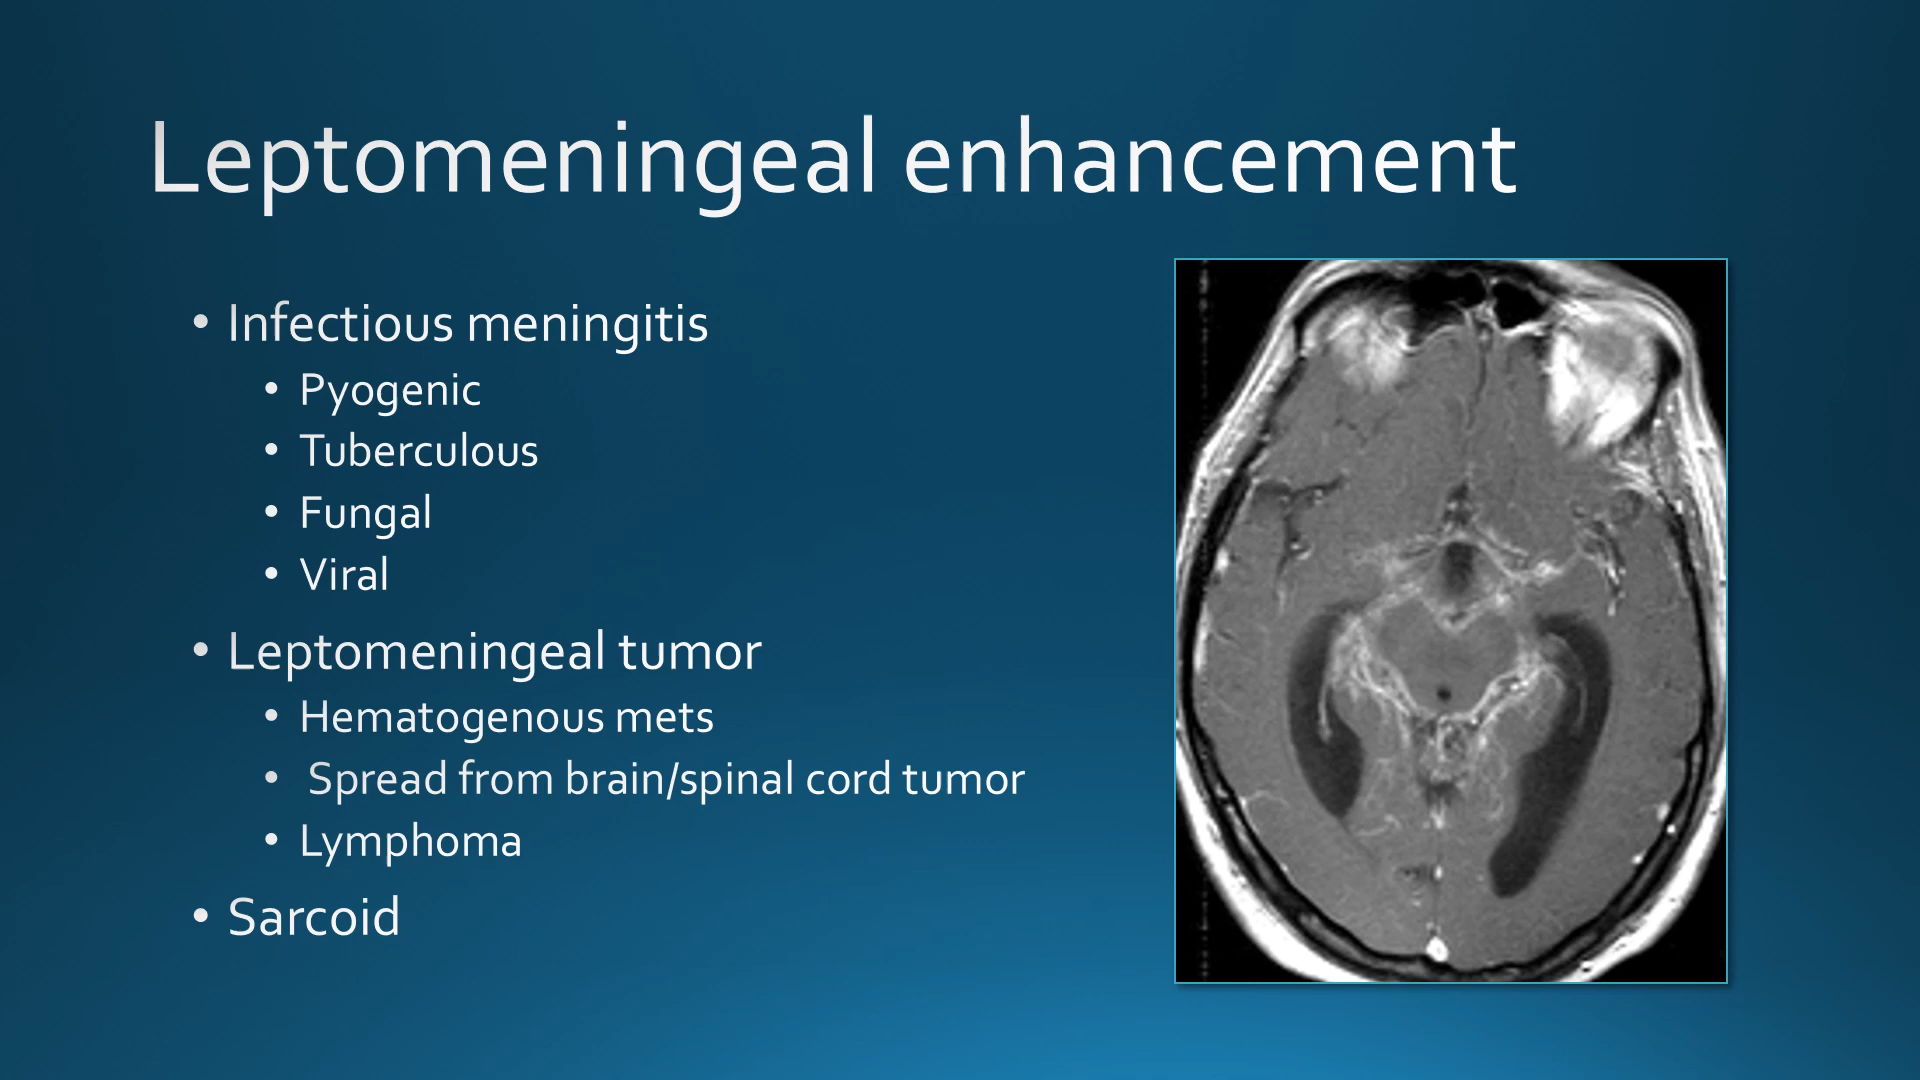 Leptomeningeal enhancement
• Infectious meningitis
• Pyogenic
• Tuberculous
• Fungal
• Viral
• Leptomeningeal tumor
• Hematogenous mets
• Spread from brain/spinal cord tumor
• Lymphoma
• Sarcoid